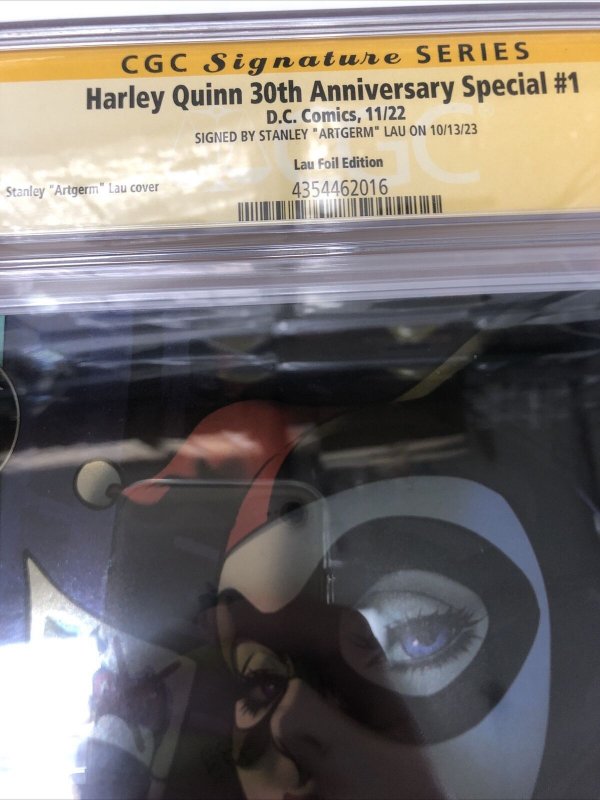 CGC Signature SERIES
Harley Quinn 30th Anniversary Special #1
D.C. Comics, 11/22
SIGNED BY STANLEY "ARTGERM" LAU ON 10/13/23
Lau Foil Edition
Stanley "Artgerm" Lau cover
4354462016
CGC